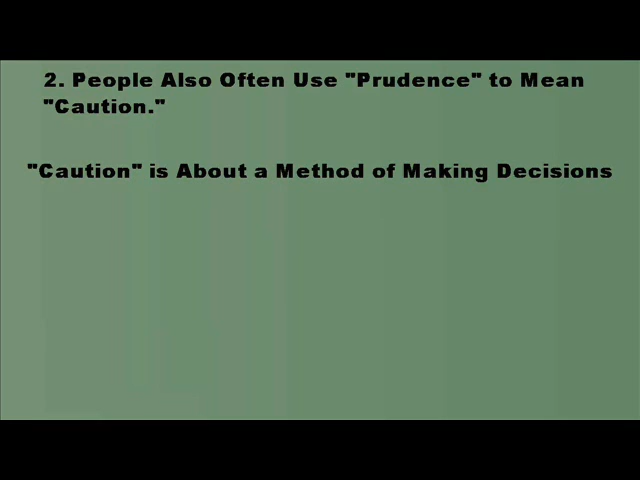 2. People Also Often Use "Prudence" to Mean
"Caution."
"Caution" is About a Method of Making Decisions